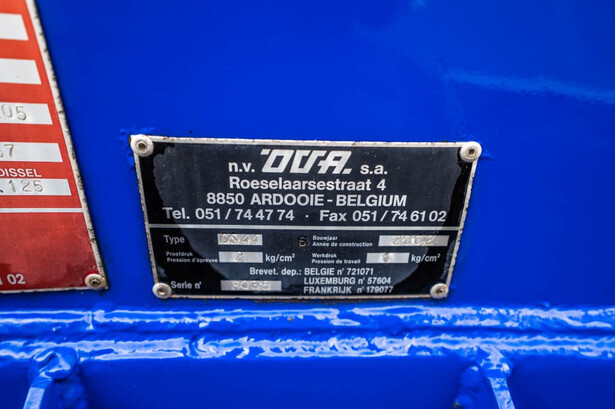 05
67
DISSEL
.125
02
n.v. OVA. s.a.
Roeselaarsestraat 4
8850 ARDOOIE - BELGIUM
Tel. 051 / 74 47 74 · Fax 051 / 74 61 02
Type Bouwjaar
Année de construction
Proefdruk kg/cm² Werkdruk kg/cm²
Pression d'épreuve Pression de travail
Brevet. dep.: BELGIE n° 721071
LUXEMBURG n° 57604
Serie n° FRANKRIJK n° 179077